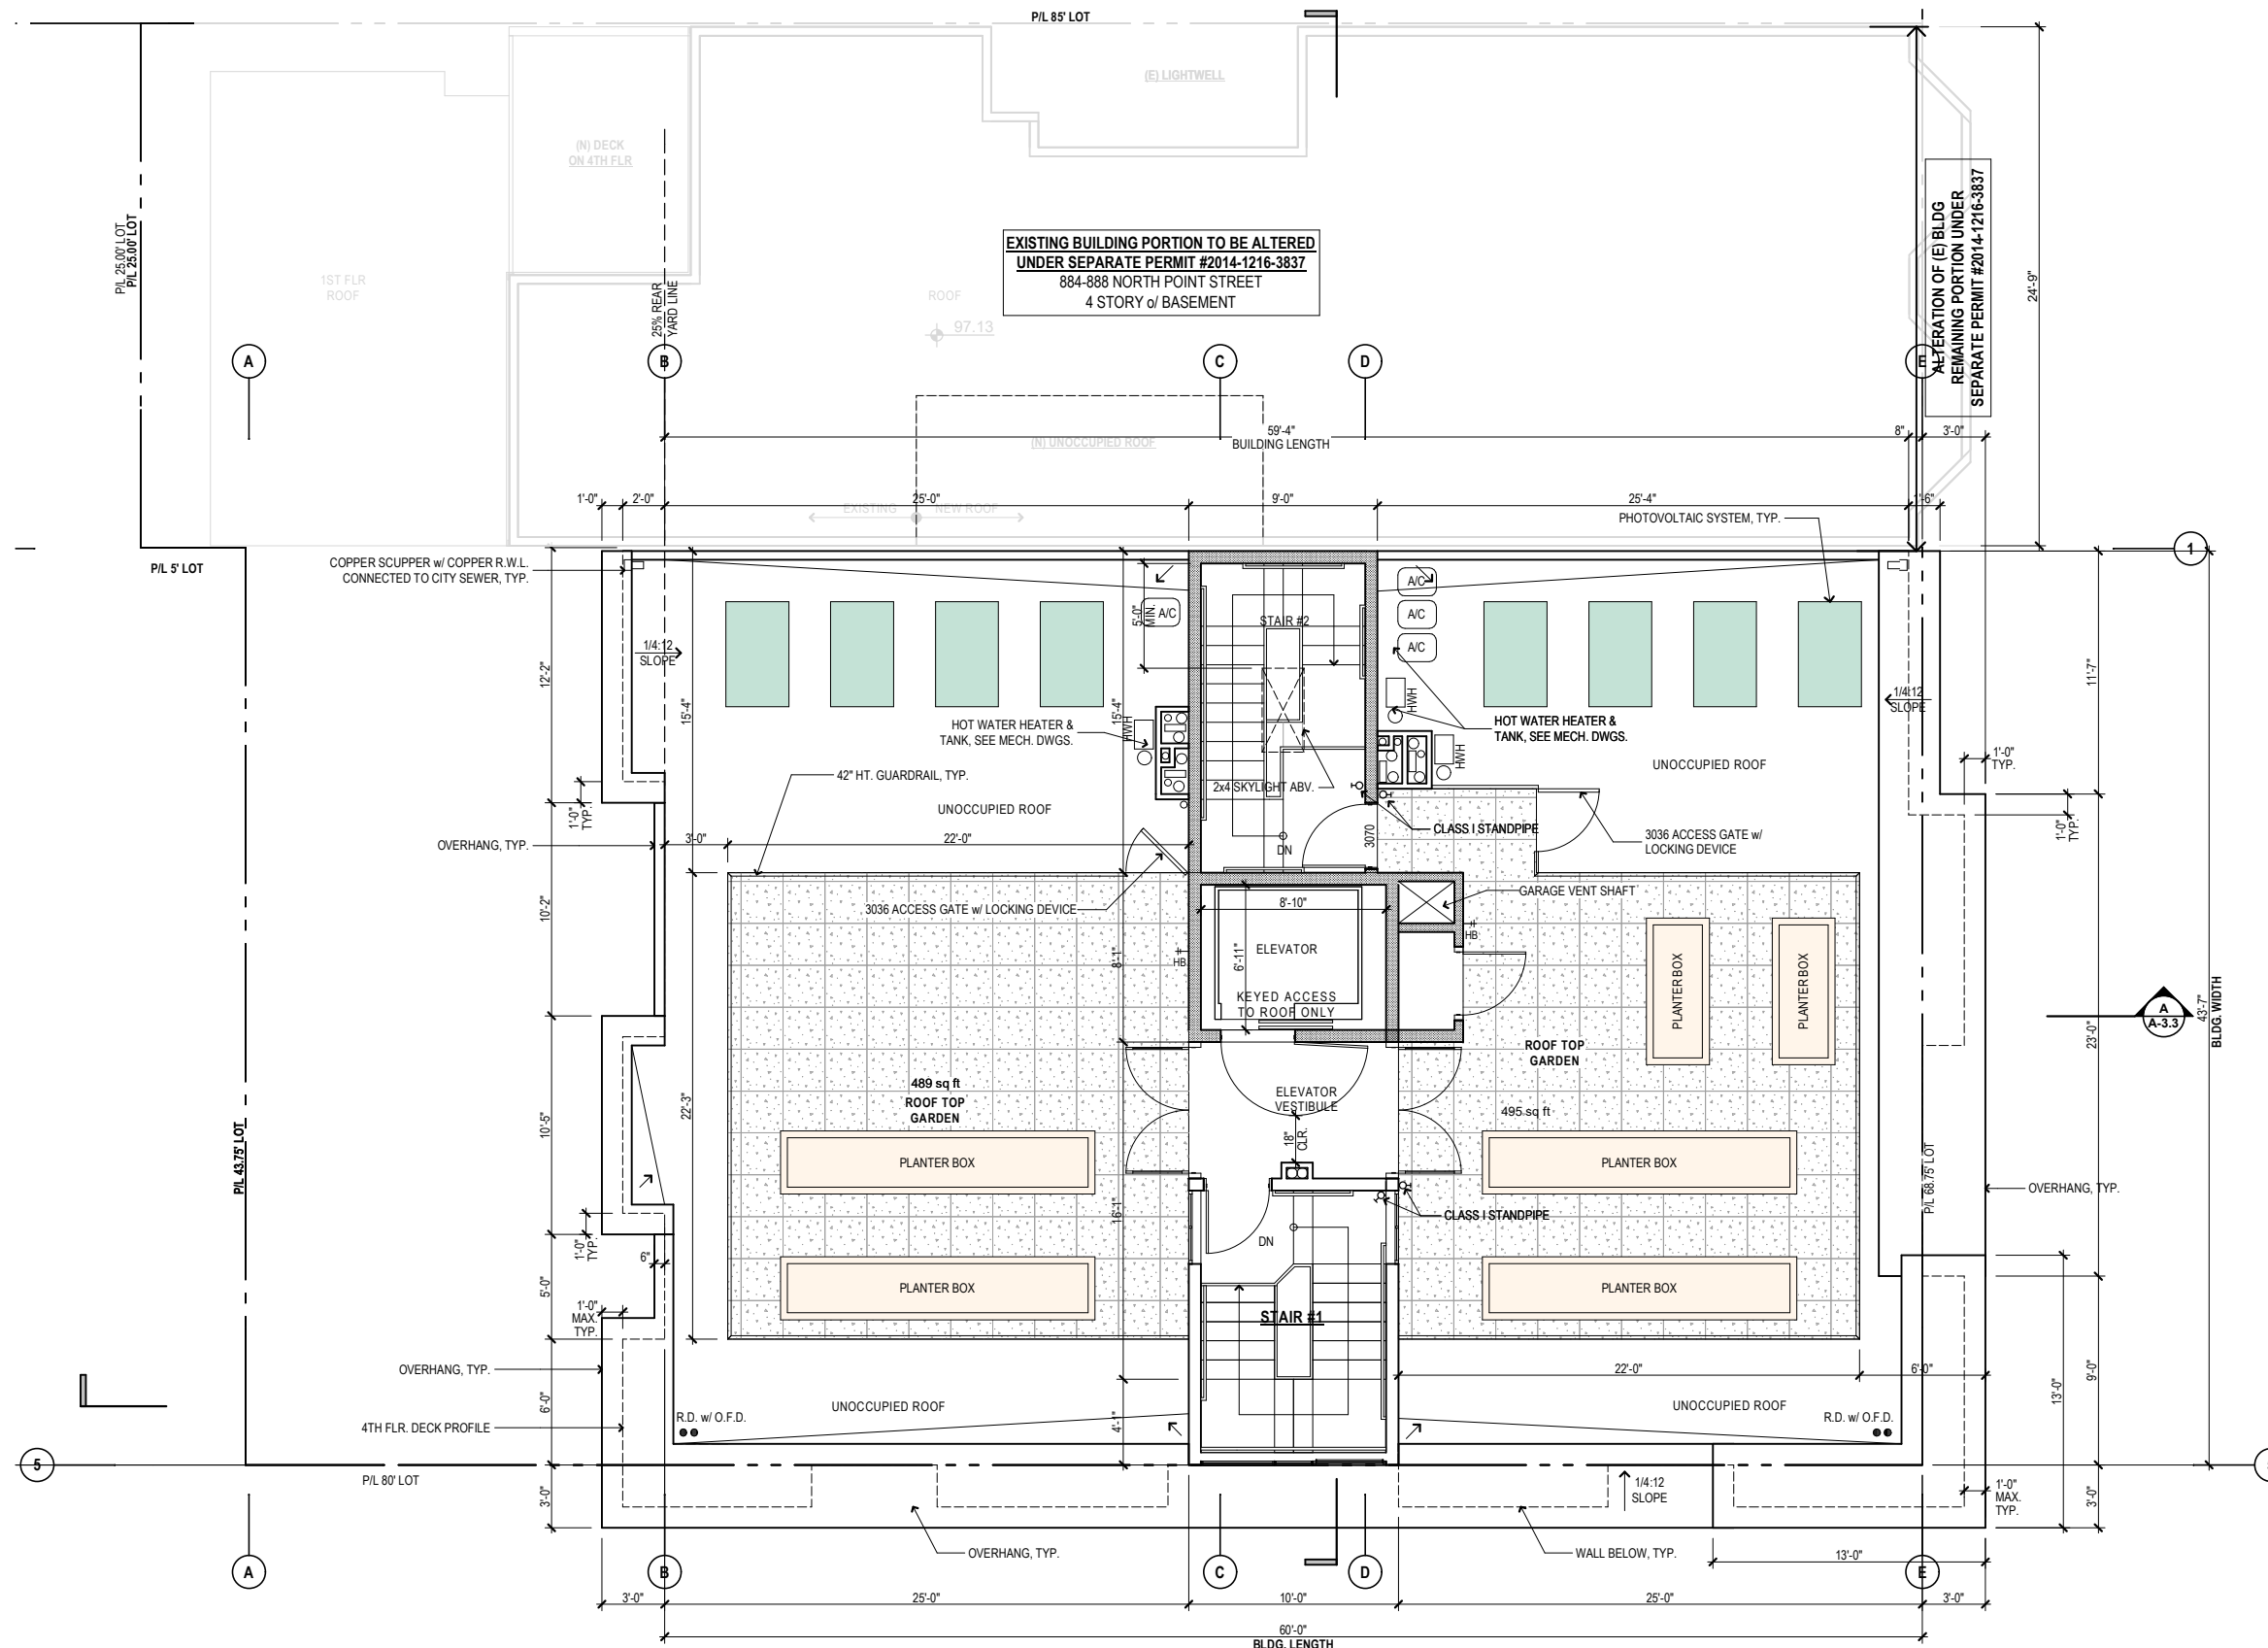 P/L 85' LOT
(E) LIGHTWELL
(N) DECK
ON 4TH FLR
P/L 25.00' LOT
P/L 25.00' LOT
1ST FLR
ROOF
25% REAR
YARD LINE
EXISTING BUILDING PORTION TO BE ALTERED
UNDER SEPARATE PERMIT #2014-1216-3837
884-888 NORTH POINT STREET
4 STORY o/ BASEMENT
ROOF
97.13
ALTERATION OF (E) BLDG
REMAINING PORTION UNDER
SEPARATE PERMIT #2014-1216-3837
24'-9"
A
B
C
D
E
59'-4"
BUILDING LENGTH
8"
3'-0"
(N) UNOCCUPIED ROOF
1'-0"
2'-0"
25'-0"
9'-0"
25'-4"
1'-6"
EXISTING
NEW ROOF
PHOTOVOLTAIC SYSTEM, TYP.
1
P/L 5' LOT
COPPER SCUPPER w/ COPPER R.W.L.
CONNECTED TO CITY SEWER, TYP.
5'-0"
MIN.
A/C
A/C
A/C
A/C
STAIR #2
1/4:12
SLOPE
1/4:12
SLOPE
12'-2"
15'-4"
15'-4"
11'-7"
HWH
HWH
HWH
HOT WATER HEATER &
TANK, SEE MECH. DWGS.
HOT WATER HEATER &
TANK, SEE MECH. DWGS.
42" HT. GUARDRAIL, TYP.
2x4 SKYLIGHT ABV.
UNOCCUPIED ROOF
UNOCCUPIED ROOF
1'-0"
TYP.
1'-0"
TYP.
1'-0"
TYP.
OVERHANG, TYP.
3'-0"
22'-0"
DN
3070
CLASS I STANDPIPE
3036 ACCESS GATE w/
LOCKING DEVICE
GARAGE VENT SHAFT
3036 ACCESS GATE w/ LOCKING DEVICE
8'-10"
10'-2"
8'-1"
HB
6'-11"
ELEVATOR
HB
KEYED ACCESS
TO ROOF ONLY
PLANTER BOX
PLANTER BOX
A
A-3.3
43'-7"
BLDG. WIDTH
23'-0"
ROOF TOP
GARDEN
489 sq ft
ROOF TOP
GARDEN
ELEVATOR
VESTIBULE
495 sq ft
22'-3"
10'-5"
18"
CLR.
P/L 43.75' LOT
PLANTER BOX
PLANTER BOX
P/L 68.75' LOT
OVERHANG, TYP.
16'-1"
CLASS I STANDPIPE
1'-0"
TYP.
6"
DN
5'-0"
PLANTER BOX
PLANTER BOX
1'-0"
MAX.
TYP.
STAIR #1
OVERHANG, TYP.
22'-0"
6'-0"
9'-0"
13'-0"
6'-0"
UNOCCUPIED ROOF
UNOCCUPIED ROOF
R.D. w/ O.F.D.
R.D. w/ O.F.D.
4TH FLR. DECK PROFILE
4'-1"
5
P/L 80' LOT
3'-0"
1/4:12
SLOPE
1'-0"
MAX.
TYP.
3'-0"
OVERHANG, TYP.
WALL BELOW, TYP.
13'-0"
A
B
C
D
E
3'-0"
25'-0"
10'-0"
25'-0"
3'-0"
60'-0"
BLDG. LENGTH